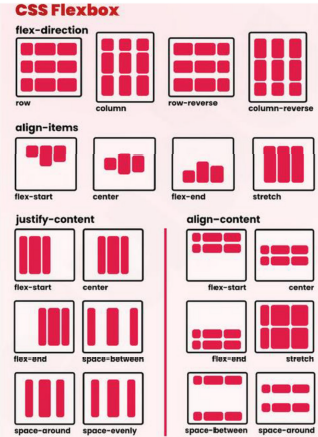 CSS Flexbox
flex-direction
row
column
row-reverse
column-reverse
align-items
flex-start
center
flex-end
stretch
justify-content
flex-start
center
flex-end
space-between
space-around
space-evenly
align-content
flex-start
center
flex-end
stretch
space-between
space-around